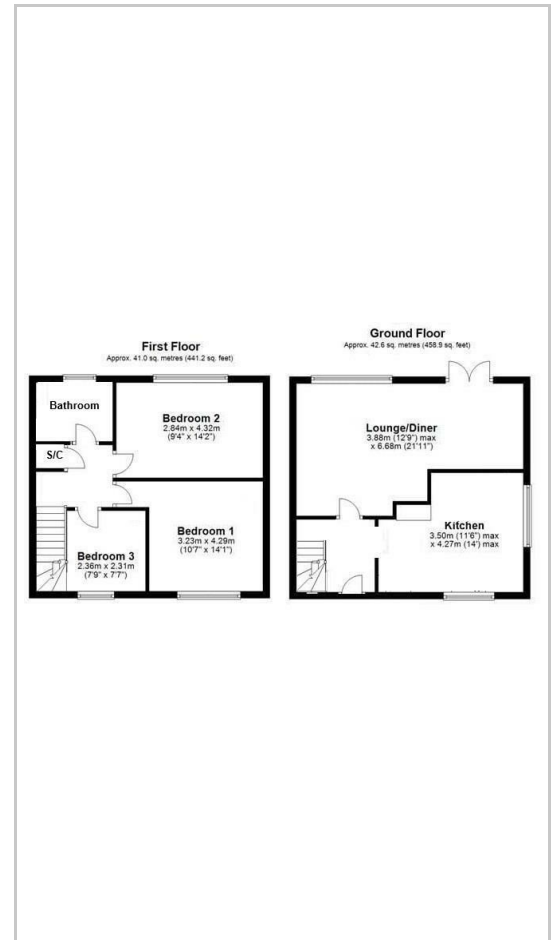 First Floor
Approx. 41.0 sq. metres (441.2 sq. feet)
Bathroom
Bedroom 2
2.84m x 4.32m
(9'4" x 14'2")
S/C
Bedroom 1
3.23m x 4.29m
(10'7" x 14'1")
Bedroom 3
2.36m x 2.31m
(7'9" x 7'7")
Ground Floor
Approx. 42.6 sq. metres (458.9 sq. feet)
Lounge/Diner
3.88m (12'9") max
x 6.68m (21'11")
Kitchen
3.50m (11'6") max
x 4.27m (14') max